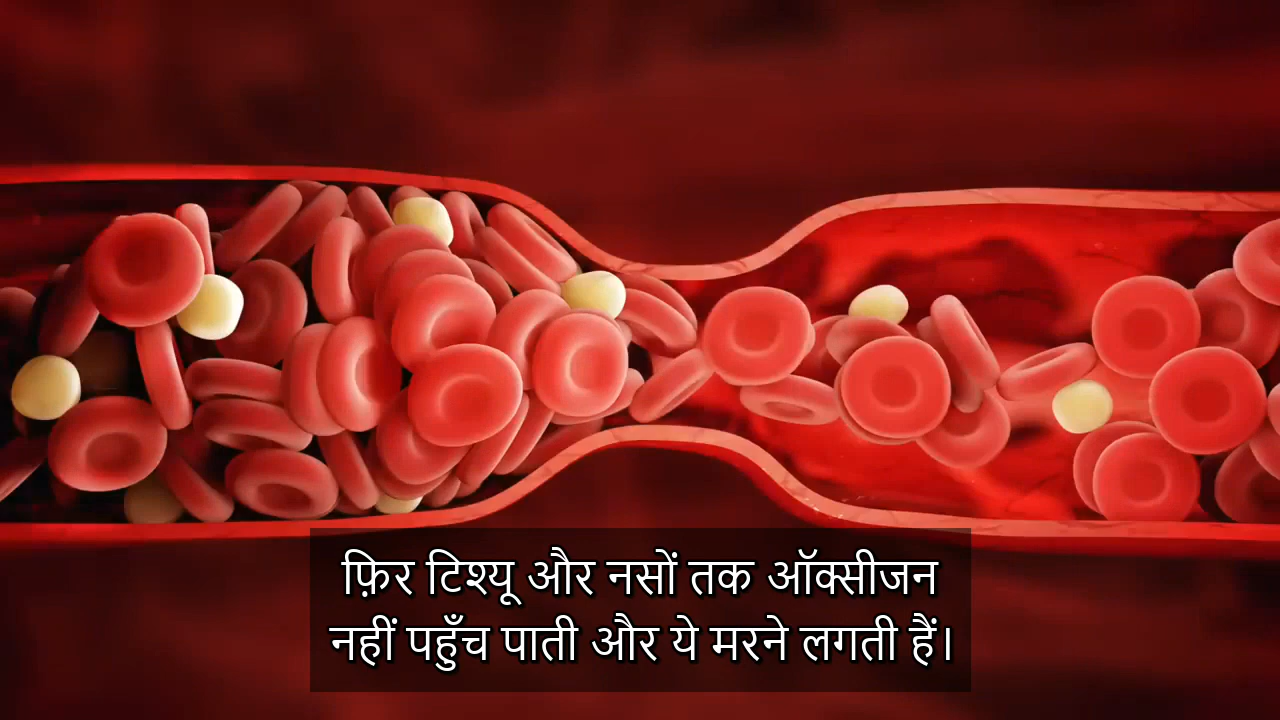 फ़िर टिश्यू और नसों तक ऑक्सीजन
नहीं पहुँच पाती और ये मरने लगती हैं।